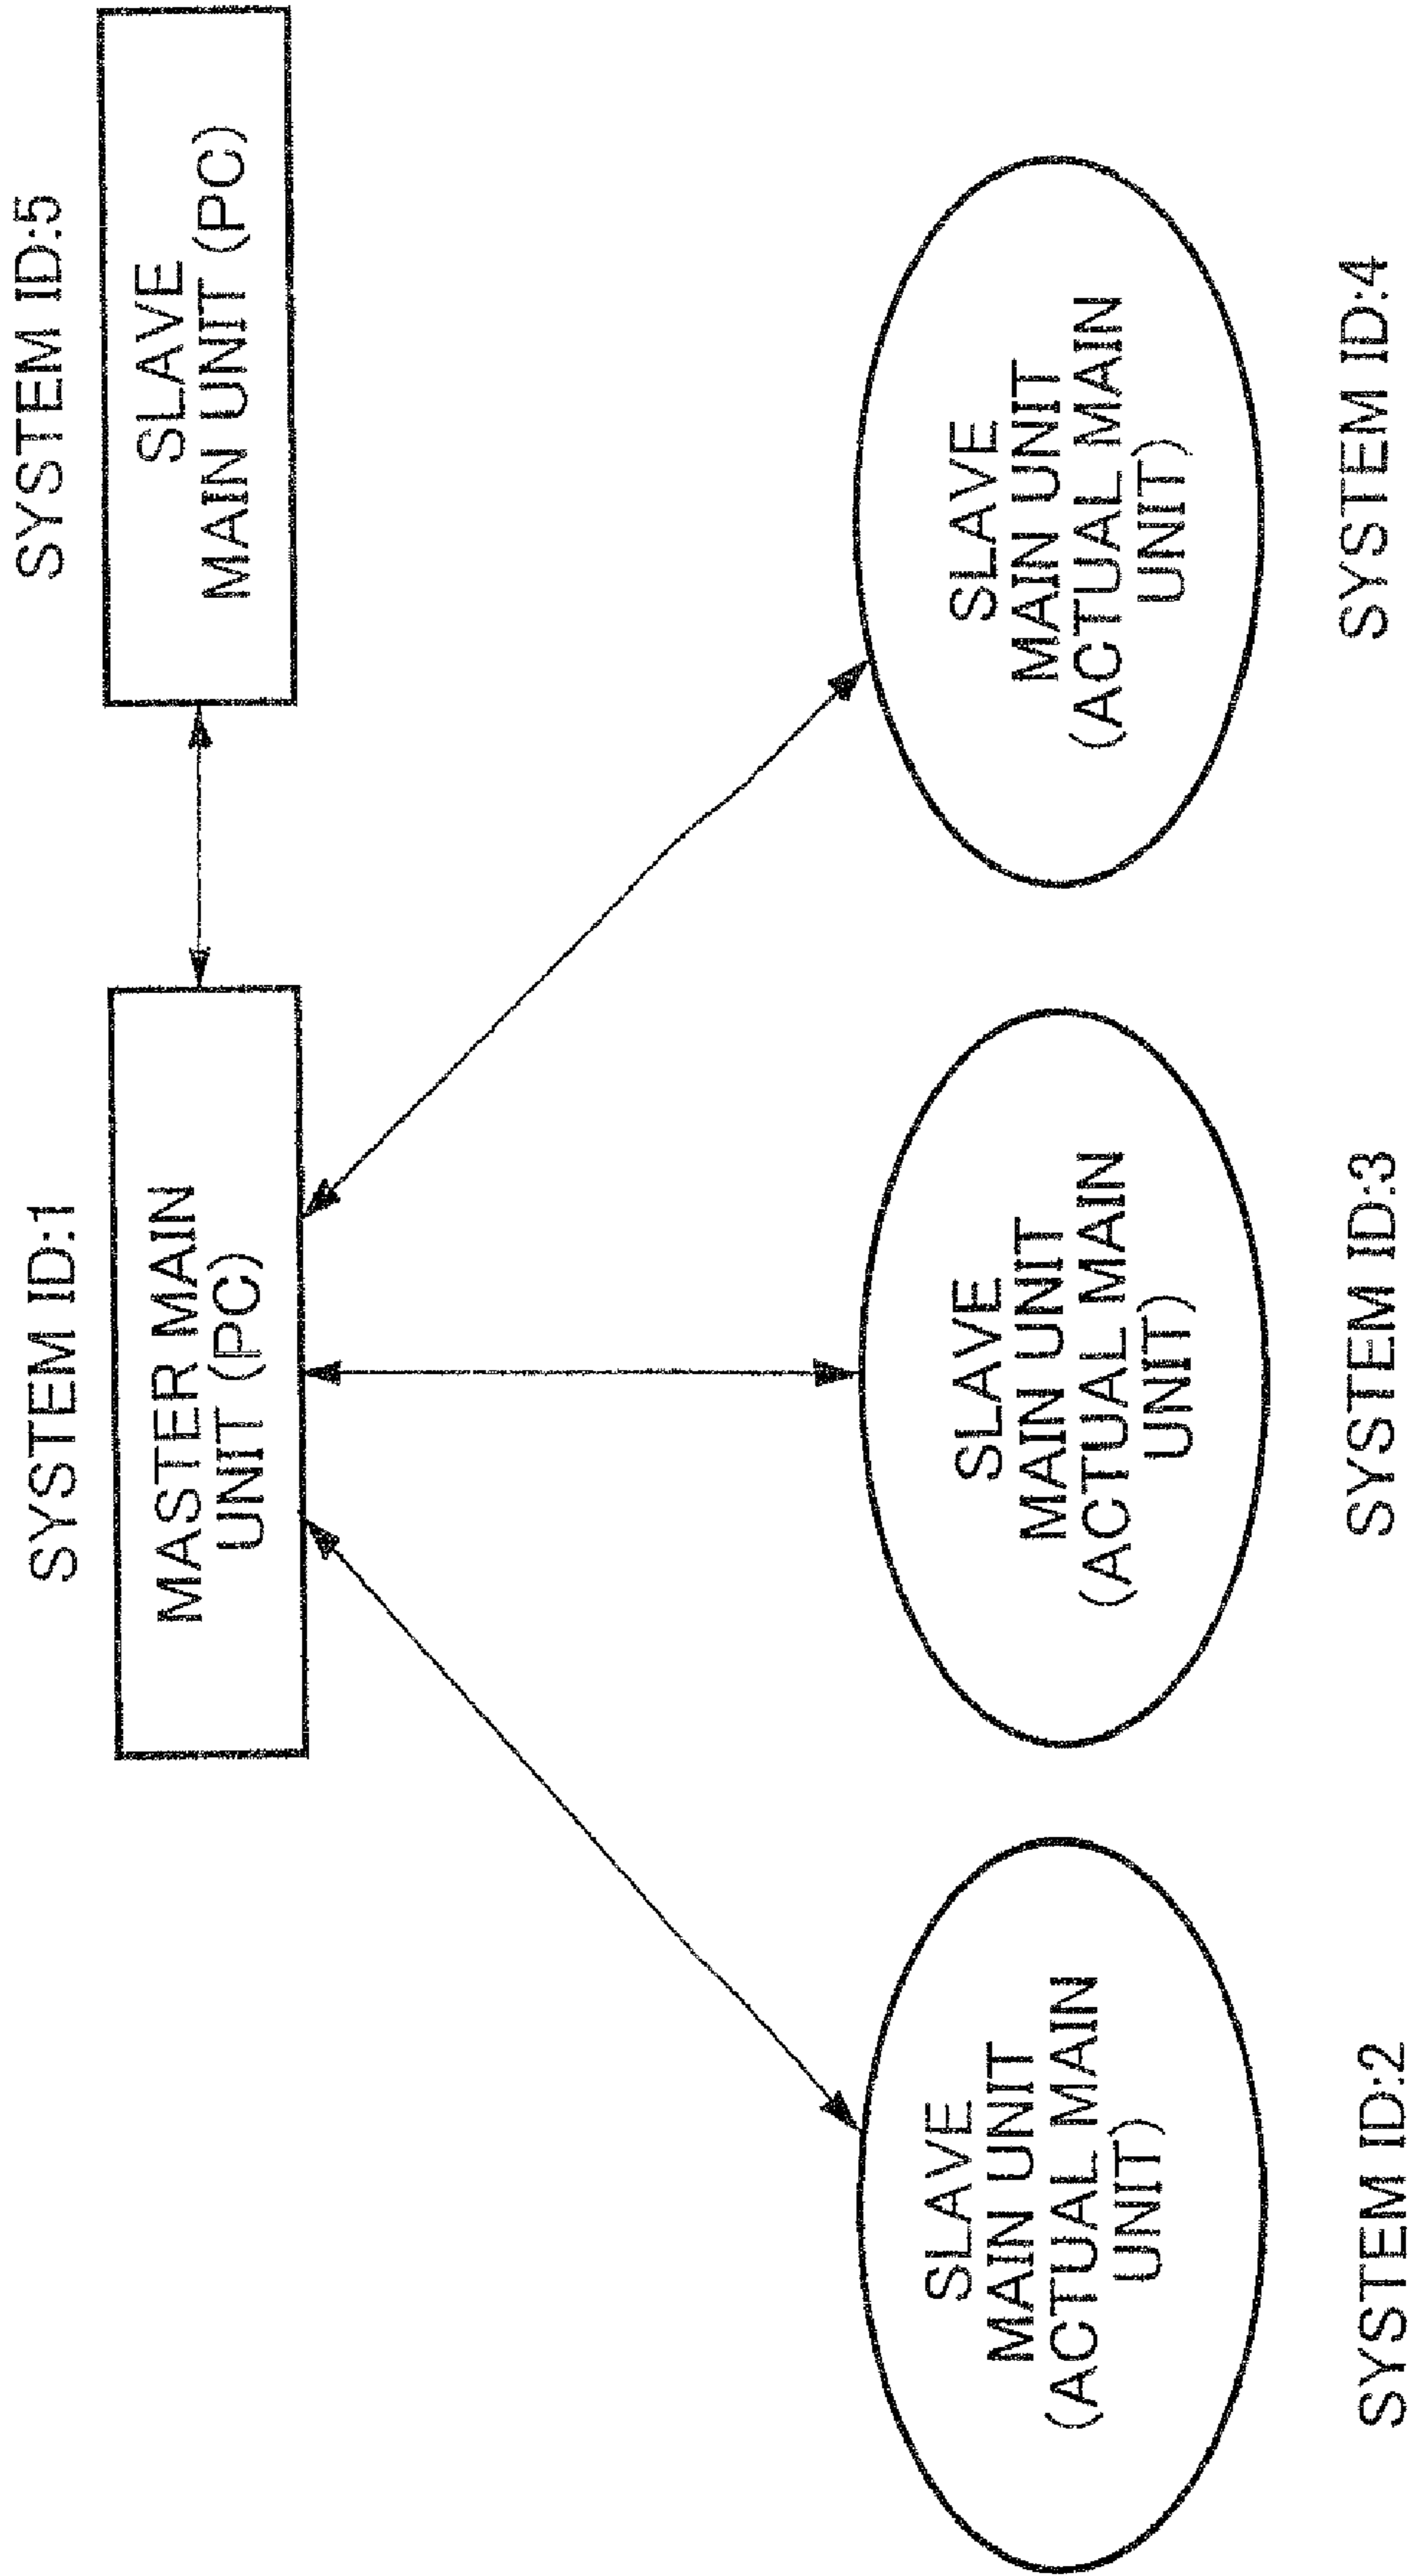 SYSTEM ID:1
MASTER MAIN
UNIT (PC)
SYSTEM ID:5
SLAVE
MAIN UNIT (PC)
SLAVE
MAIN UNIT
(ACTUAL MAIN
UNIT)
SYSTEM ID:2
SLAVE
MAIN UNIT
(ACTUAL MAIN
UNIT)
SYSTEM ID:3
SLAVE
MAIN UNIT
(ACTUAL MAIN
UNIT)
SYSTEM ID:4